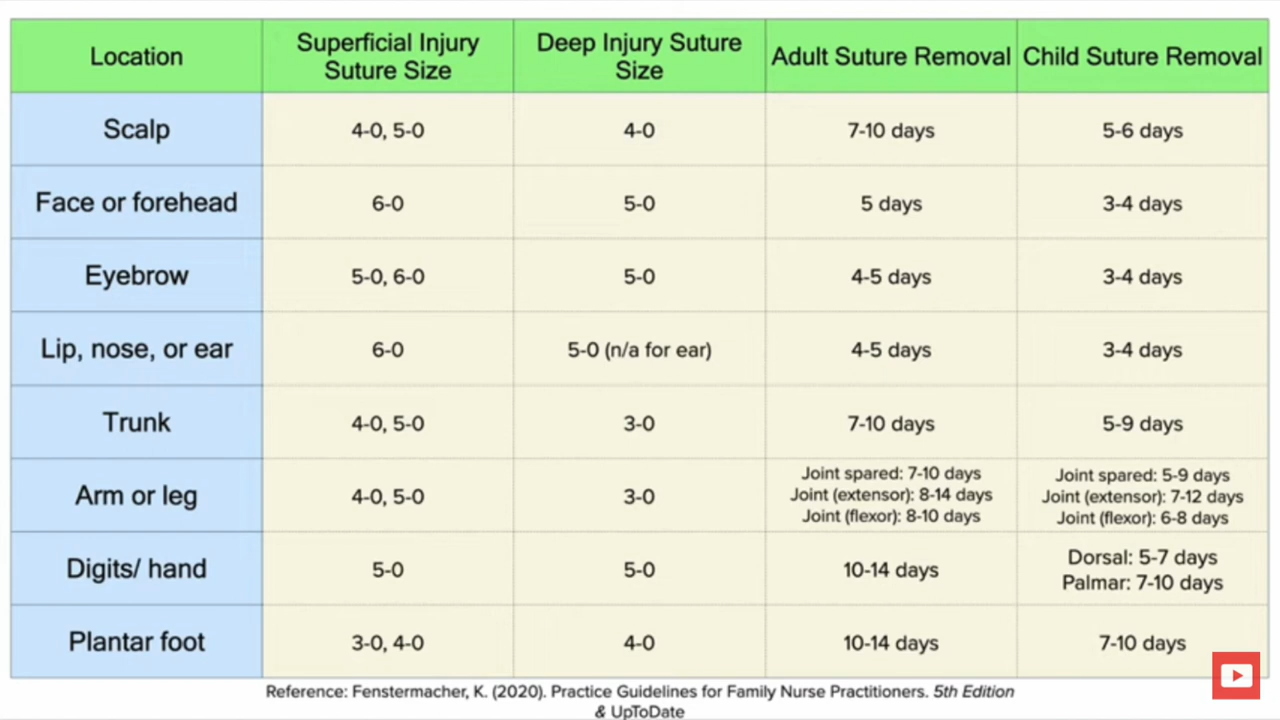 Location Superficial Injury Suture Size Deep Injury Suture Size Adult Suture Removal Child Suture Removal
Scalp 4-0, 5-0 4-0 7-10 days 5-6 days
Face or forehead 6-0 5-0 5 days 3-4 days
Eyebrow 5-0, 6-0 5-0 4-5 days 3-4 days
Lip, nose, or ear 6-0 5-0 (n/a for ear) 4-5 days 3-4 days
Trunk 4-0, 5-0 3-0 7-10 days 5-9 days
Arm or leg 4-0, 5-0 3-0 Joint spared: 7-10 days Joint (extensor): 8-14 days Joint (flexor): 8-10 days Joint spared: 5-9 days Joint (extensor): 7-12 days Joint (flexor): 6-8 days
Digits/ hand 5-0 5-0 10-14 days Dorsal: 5-7 days Palmar: 7-10 days
Plantar foot 3-0, 4-0 4-0 10-14 days 7-10 days
Reference: Fenstermacher, K. (2020). Practice Guidelines for Family Nurse Practitioners. 5th Edition
& UpToDate